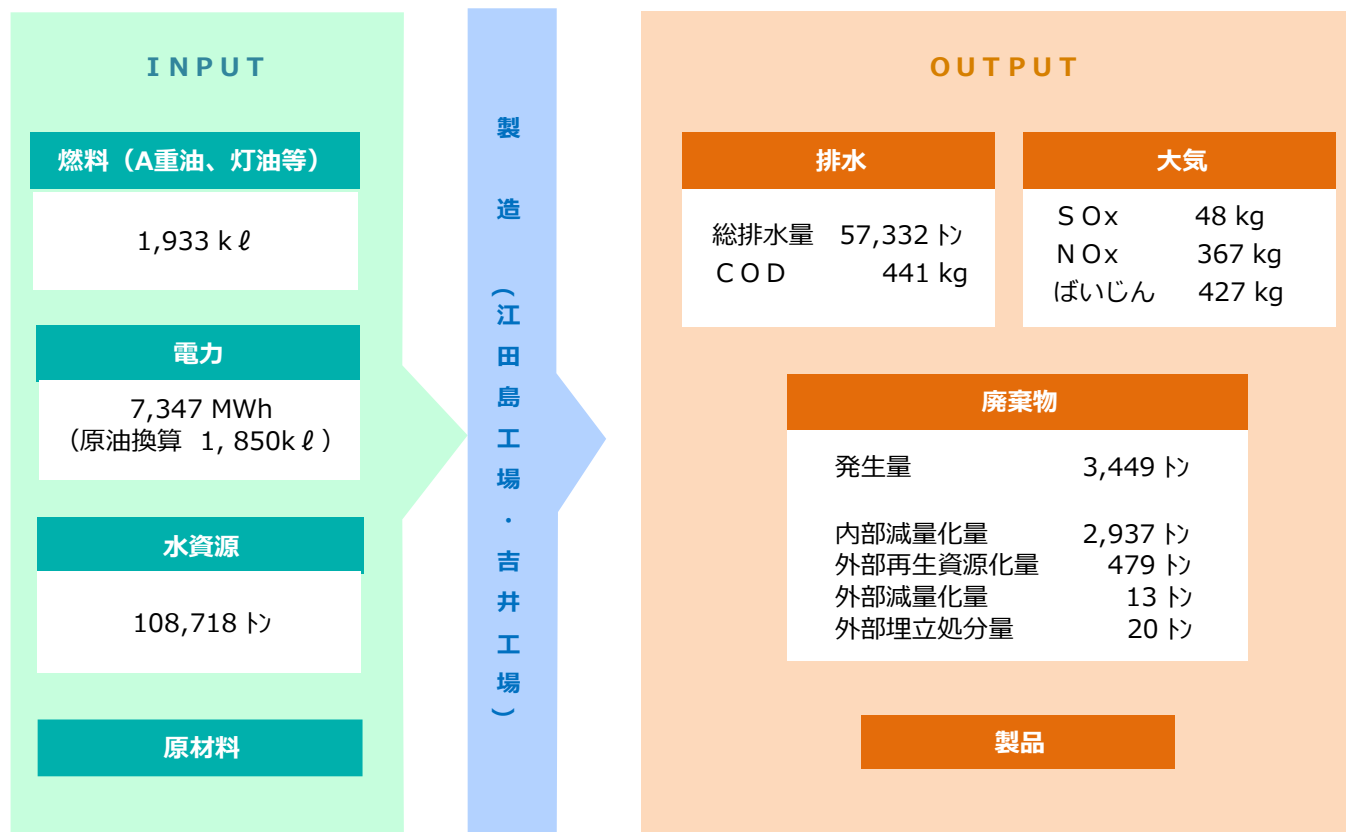 ＩＮＰＵＴ
燃料（A重油、灯油等）
1,933 kℓ
電力
7,347 MWh
（原油換算 1, 850kℓ）
水資源
108,718 ﾄﾝ
原材料
製造 (江田島工場・吉井工場)
ＯＵＴＰＵＴ
排水
総排水量 57,332 ﾄﾝ
ＣＯＤ 441 kg
大気
ＳOx 48 kg
ＮOx 367 kg
ばいじん 427 kg
廃棄物
発生量 3,449 ﾄﾝ
内部減量化量 2,937 ﾄﾝ
外部再生資源化量 479 ﾄﾝ
外部減量化量 13 ﾄﾝ
外部埋立処分量 20 ﾄﾝ
製品